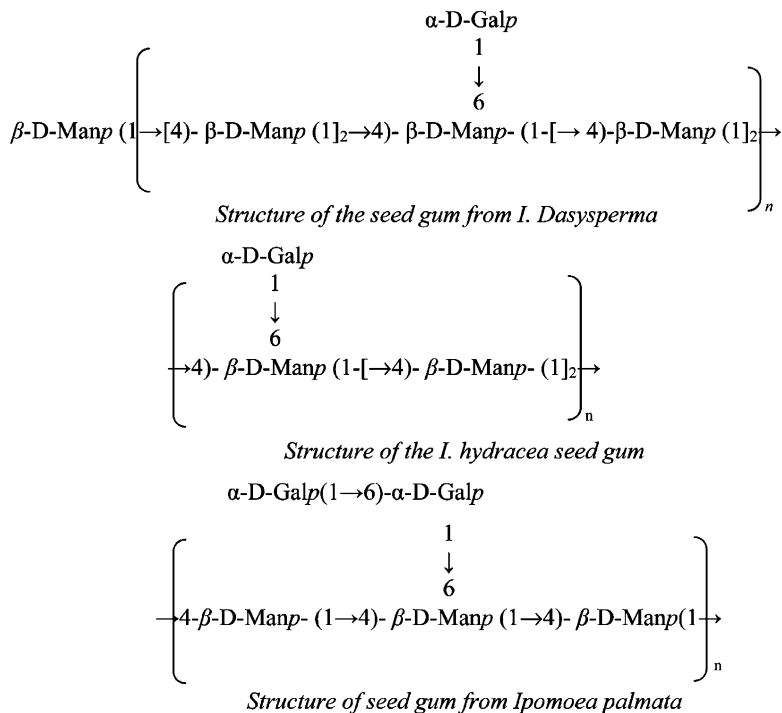 α-D-Galp
1
↓
6
β-D-Manp (1→[4)- β-D-Manp (1]₂→4)- β-D-Manp- (1-[→ 4)-β-D-Manp (1]₂→
n
Structure of the seed gum from I. Dasysperma
α-D-Galp
1
↓
6
→4)- β-D-Manp (1-[→4)- β-D-Manp- (1]₂→
n
Structure of the I. hydracea seed gum
α-D-Galp(1→6)-α-D-Galp
1
↓
6
→4-β-D-Manp- (1→4)- β-D-Manp (1→4)- β-D-Manp(1→
n
Structure of seed gum from Ipomoea palmata